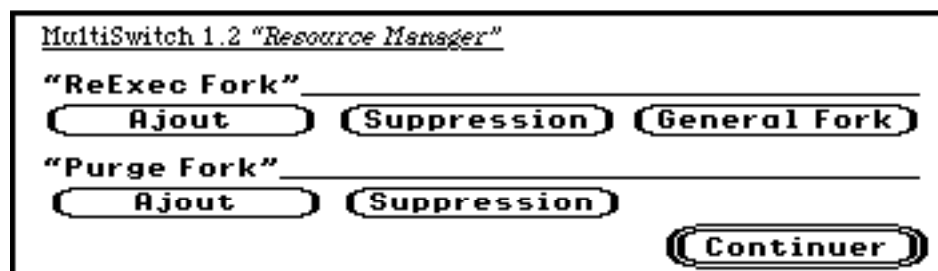 MultiSwitch 1.2 “Resource Manager”
“ReExec Fork”
Ajout Suppression General Fork
“Purge Fork”
Ajout Suppression
Continuer